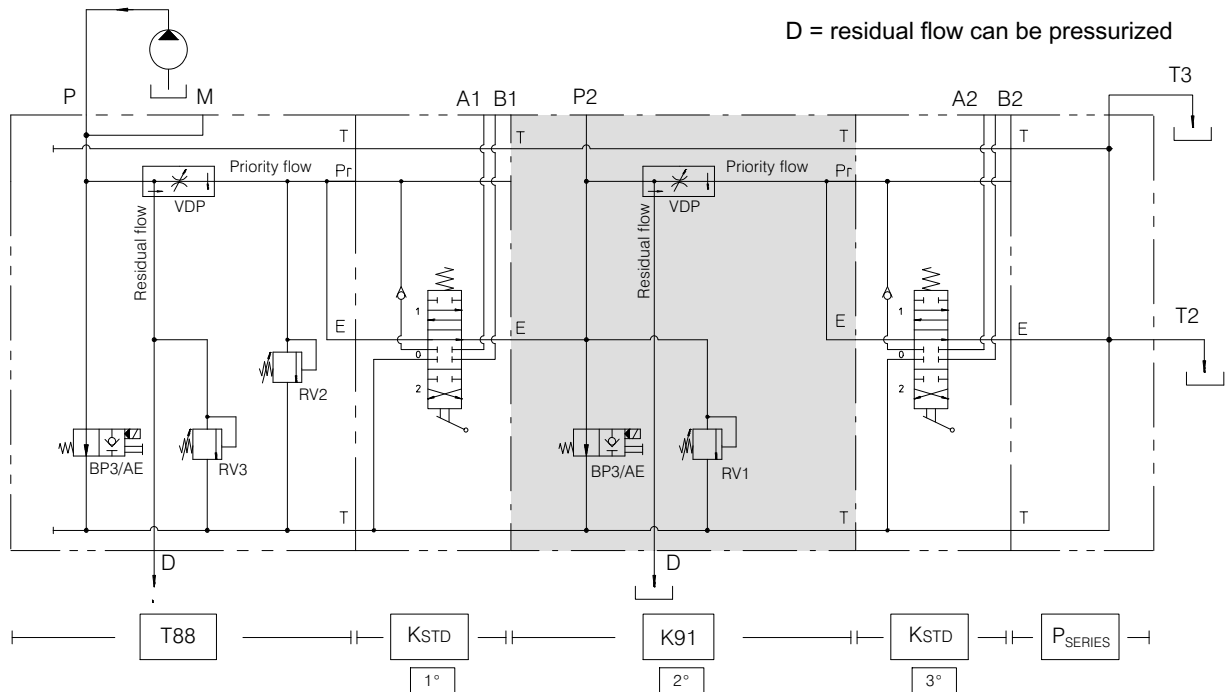 D = residual flow can be pressurized
T3
P
M
A1 B1
P2
A2 B2
T
T
T
T
Priority flow
Pr
Priority flow
Pr
VDP
VDP
Residual flow
Residual flow
1
1
T2
E
E
E
E
0
0
RV2
2
2
BP3/AE
RV3
BP3/AE
RV1
T
T
T
D
D
T88
KSTD
K91
KSTD
PSERIES
1°
2°
3°